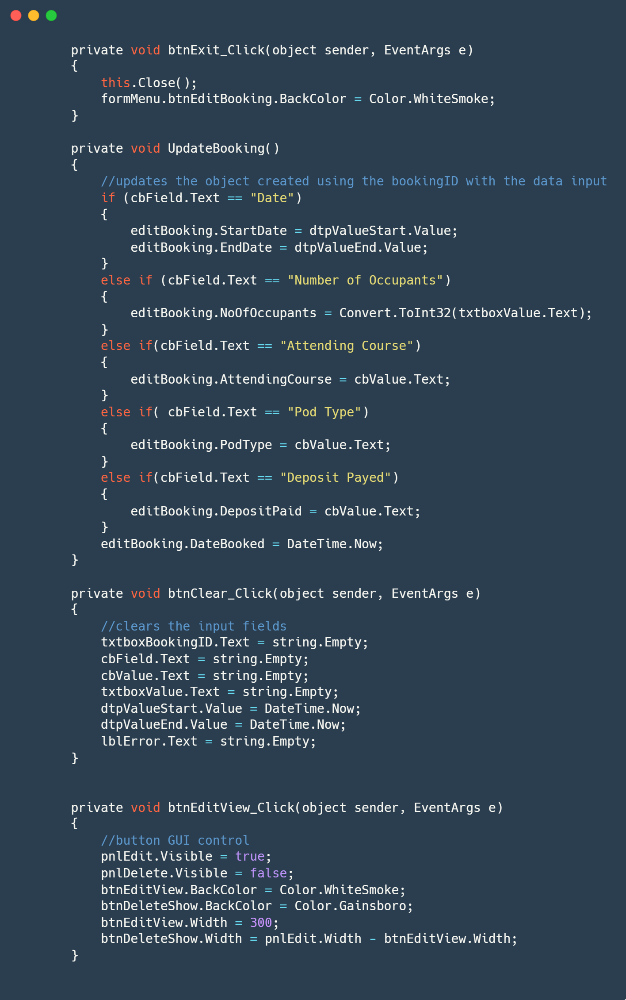 private void btnExit_Click(object sender, EventArgs e)
{
    this.Close();
    formMenu.btnEditBooking.BackColor = Color.WhiteSmoke;
}

private void UpdateBooking()
{
    //updates the object created using the bookingID with the data input
    if (cbField.Text == "Date")
    {
        editBooking.StartDate = dtpValueStart.Value;
        editBooking.EndDate = dtpValueEnd.Value;
    }
    else if (cbField.Text == "Number of Occupants")
    {
        editBooking.NoOfOccupants = Convert.ToInt32(txtboxValue.Text);
    }
    else if(cbField.Text == "Attending Course")
    {
        editBooking.AttendingCourse = cbValue.Text;
    }
    else if( cbField.Text == "Pod Type")
    {
        editBooking.PodType = cbValue.Text;
    }
    else if(cbField.Text == "Deposit Payed")
    {
        editBooking.DepositPaid = cbValue.Text;
    }
    editBooking.DateBooked = DateTime.Now;
}

private void btnClear_Click(object sender, EventArgs e)
{
    //clears the input fields
    txtboxBookingID.Text = string.Empty;
    cbField.Text = string.Empty;
    cbValue.Text = string.Empty;
    txtboxValue.Text = string.Empty;
    dtpValueStart.Value = DateTime.Now;
    dtpValueEnd.Value = DateTime.Now;
    lblError.Text = string.Empty;
}

private void btnEditView_Click(object sender, EventArgs e)
{
    //button GUI control
    pnlEdit.Visible = true;
    pnlDelete.Visible = false;
    btnEditView.BackColor = Color.WhiteSmoke;
    btnDeleteShow.BackColor = Color.Gainsboro;
    btnEditView.Width = 300;
    btnDeleteShow.Width = pnlEdit.Width - btnEditView.Width;
}